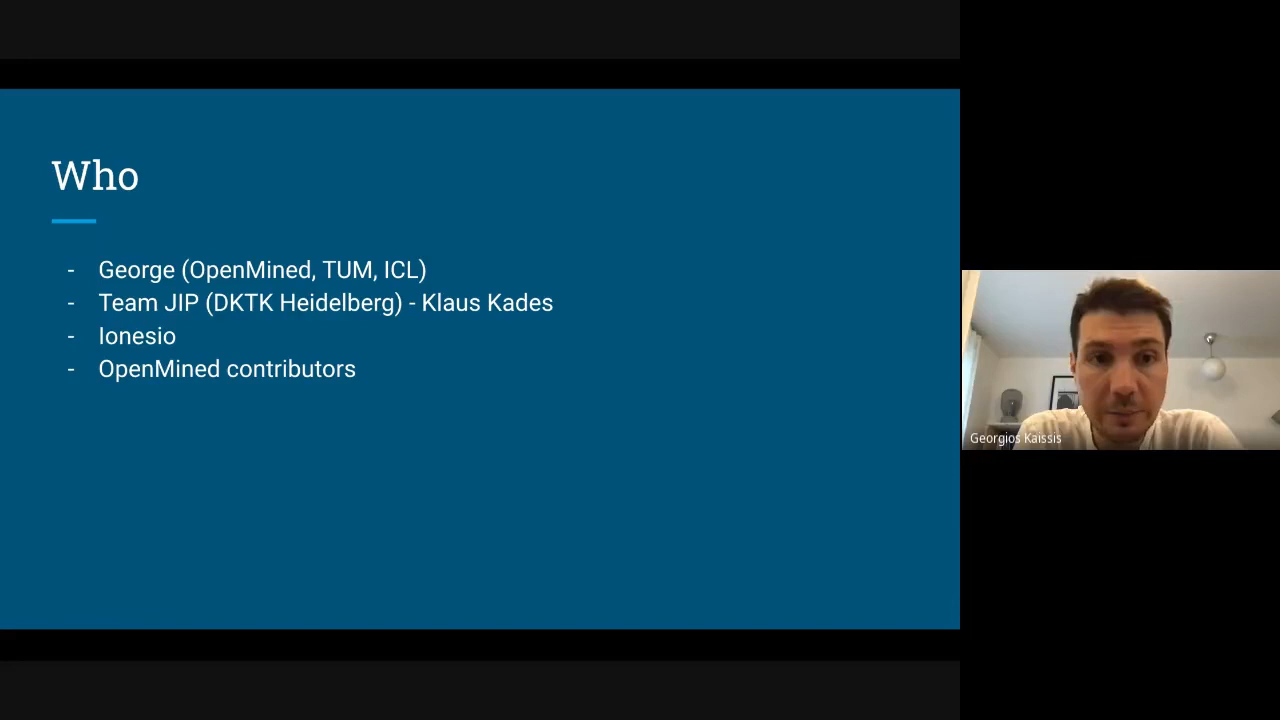 Who
- George (OpenMined, TUM, ICL)
- Team JIP (DKTK Heidelberg) - Klaus Kades
- Ionesio
- OpenMined contributors
Georgios Kaissis